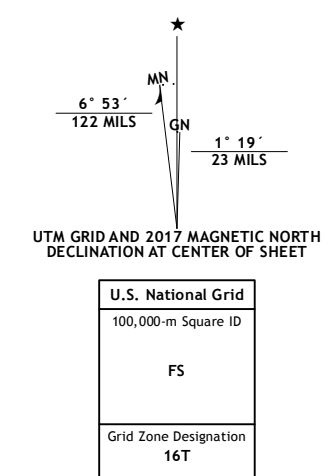 ★
MN
6° 53´
122 MILS
GN
1° 19´
23 MILS
UTM GRID AND 2017 MAGNETIC NORTH
DECLINATION AT CENTER OF SHEET
U.S. National Grid
100,000-m Square ID
FS
Grid Zone Designation
16T